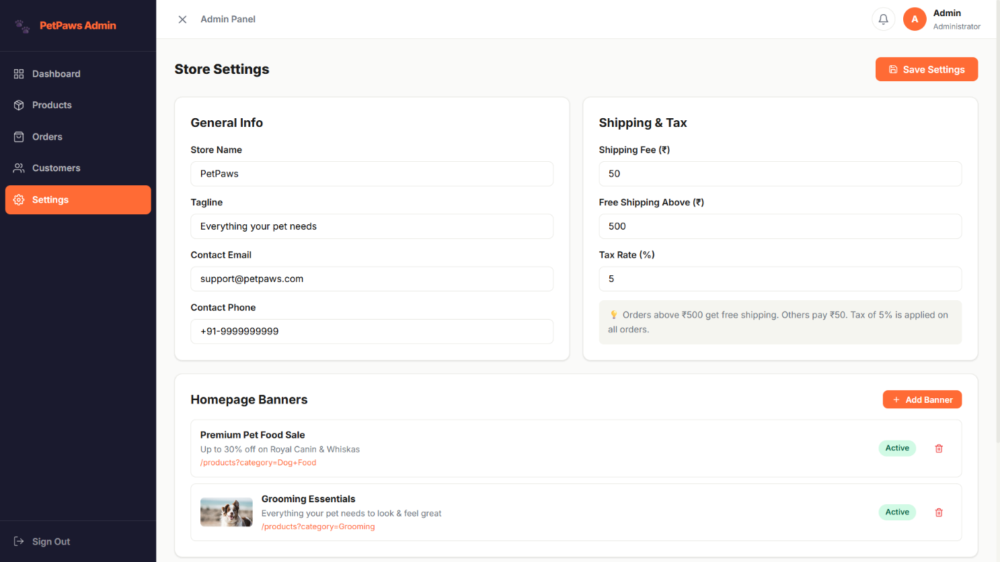 PetPaws Admin
Dashboard
Products
Orders
Customers
Settings
Sign Out
Admin Panel
A
Admin
Administrator
Store Settings
Save Settings
General Info
Store Name
PetPaws
Tagline
Everything your pet needs
Contact Email
support@petpaws.com
Contact Phone
+91-9999999999
Shipping & Tax
Shipping Fee (₹)
50
Free Shipping Above (₹)
500
Tax Rate (%)
5
💡 Orders above ₹500 get free shipping. Others pay ₹50. Tax of 5% is applied on
all orders.
Homepage Banners
+ Add Banner
Premium Pet Food Sale
Up to 30% off on Royal Canin & Whiskas
/products?category=Dog+Food
Active
Grooming Essentials
Everything your pet needs to look & feel great
/products?category=Grooming
Active